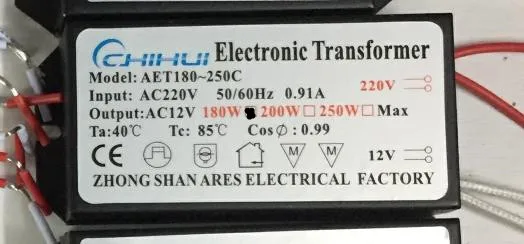 CHIHUI Electronic Transformer
Model: AET180~250C
Input: AC220V 50/60Hz 0.91A
220V
Output:AC12V 180W 200W 250W Max
Ta:40℃ Tc: 85℃ CosØ: 0.99
CE M M 12V
ZHONG SHAN ARES ELECTRICAL FACTORY